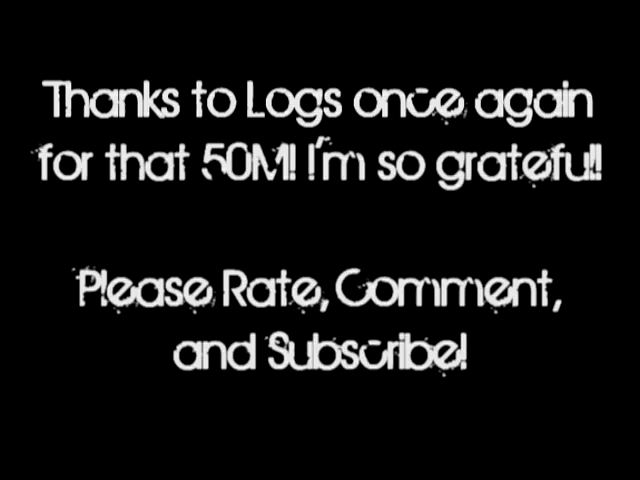 Thanks to Logs once again
for that 50M! I'm so grateful!
Please Rate, Comment,
and Subscribe!